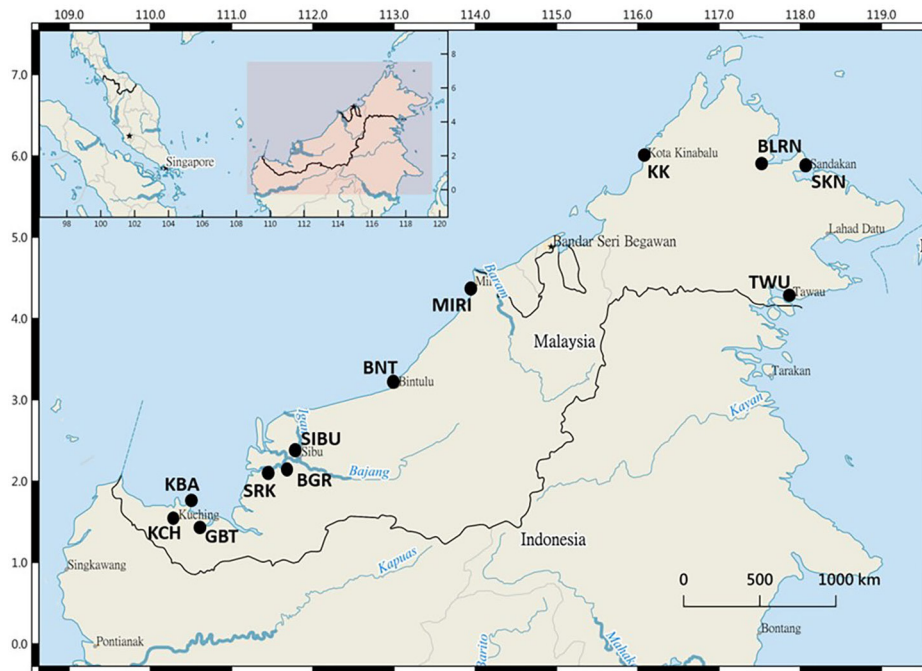 109.0 110.0 111.0 112.0 113.0 114.0 115.0 116.0 117.0 118.0 119.0
7.0
6.0
5.0
4.0
3.0
2.0
1.0
0.0
8
6
4
2
0
98 100 102 104 106 108 110 112 114 116 118 120
Singapore
Kota Kinabalu
KK
BLRN
Sandakan
SKN
Lahad Datu
Bandar Seri Begawan
TWU
Tawau
Baram
MIRI
Malaysia
BNT
Bintulu
Tarakan
Kayan
Igan
SIBU
Sibu
SRK
BGR
Bajang
KBA
Kuching
KCH
GBT
Indonesia
Singkawang
Kapuas
0 500 1000 km
Pontianak
Barito
Mahak
Bontang